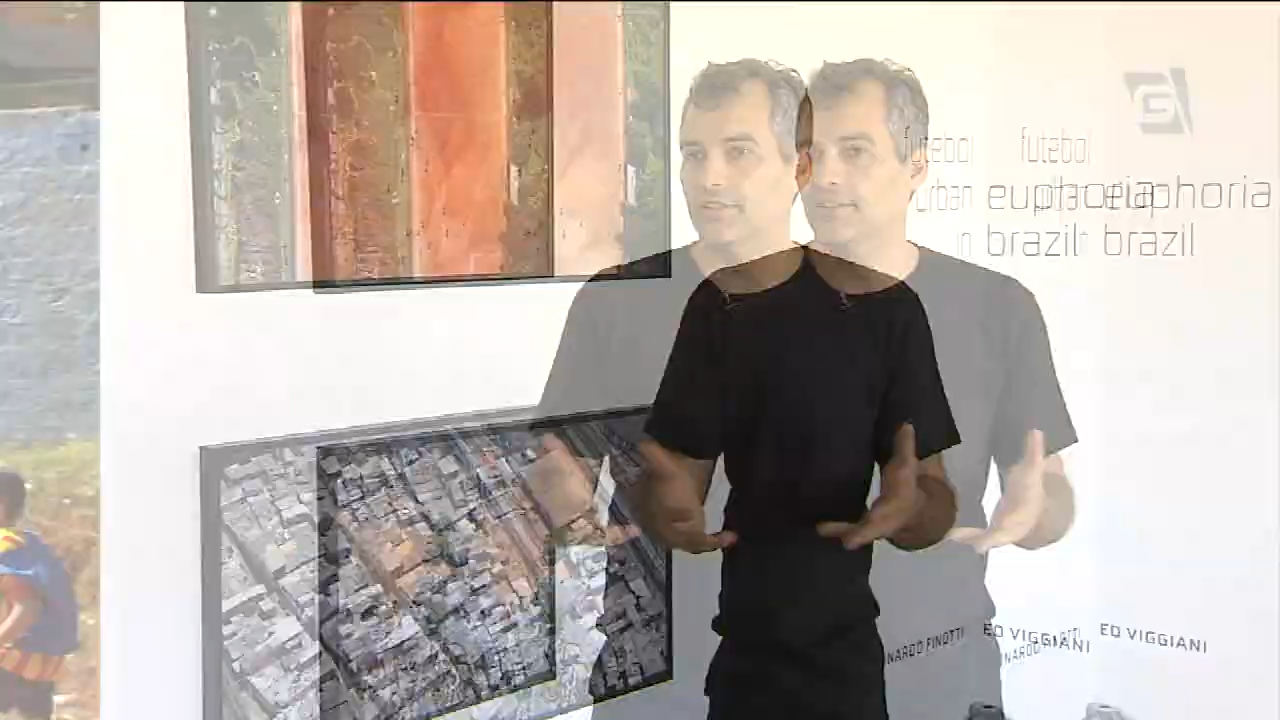 G
futebol futebol
urban euphoria euphoria
in brazil brazil
NARDO FINOTTI ED VIGGIANI ED VIGGIANI